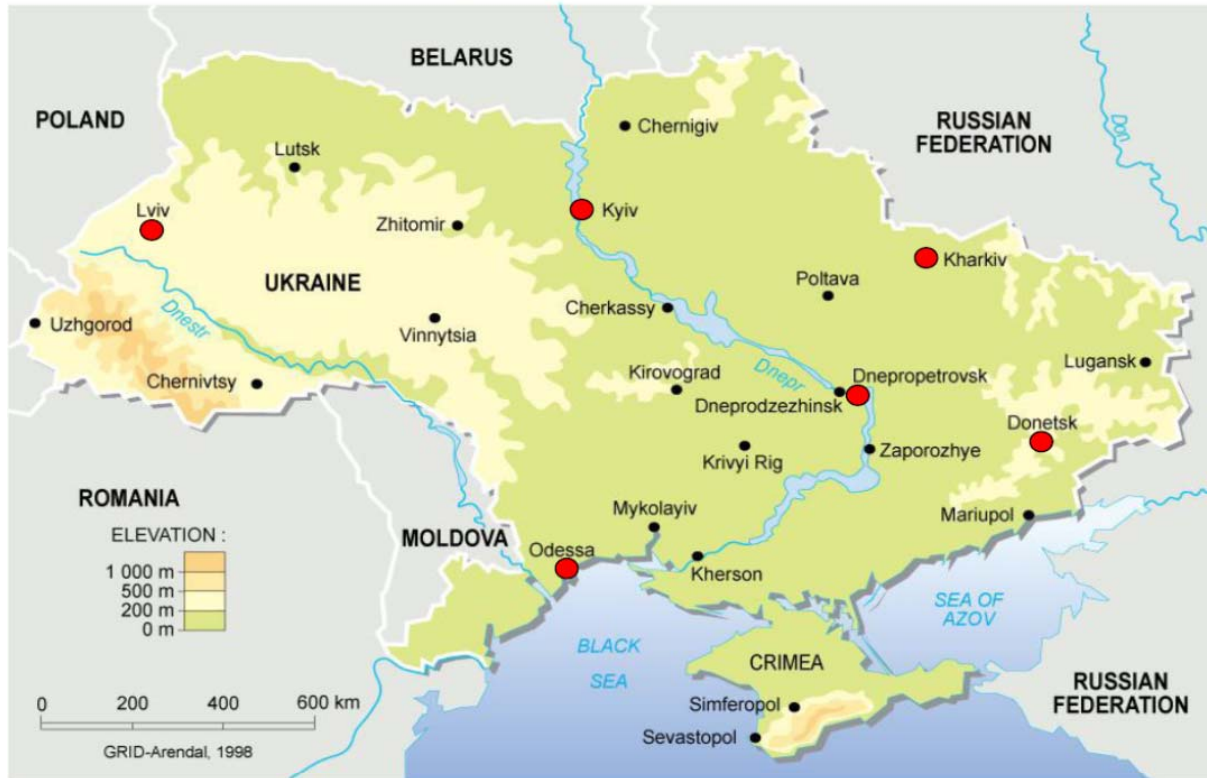 BELARUS
POLAND
RUSSIAN
FEDERATION
Don
Chernigiv
Lutsk
Lviv
Zhitomir
Kyiv
Kharkiv
UKRAINE
Poltava
Cherkassy
Uzhgorod
Dnestr
Vinnytsia
Lugansk
Chernivtsy
Kirovograd
Dnepr
Dnepropetrovsk
Dneprodzezhinsk
Donetsk
Krivyi Rig
Zaporozhye
ROMANIA
Mykolayiv
Mariupol
ELEVATION :
MOLDOVA
Odessa
Kherson
1 000 m
500 m
200 m
0 m
SEA OF
AZOV
BLACK
SEA
CRIMEA
Simferopol
Sevastopol
RUSSIAN
FEDERATION
0 200 400 600 km
GRID-Arendal, 1998